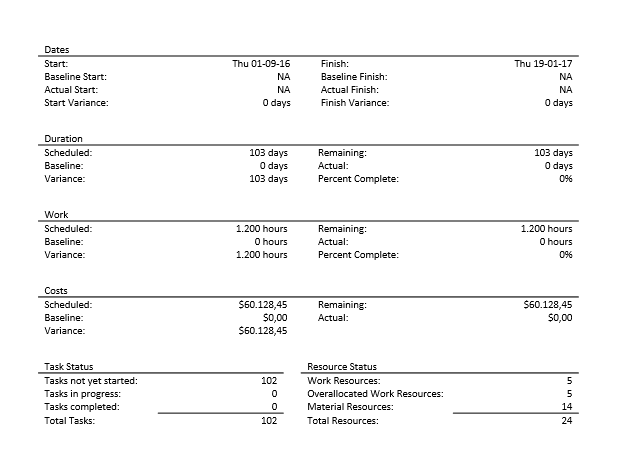 Dates
Start: Thu 01-09-16 Finish: Thu 19-01-17
Baseline Start: NA Baseline Finish: NA
Actual Start: NA Actual Finish: NA
Start Variance: 0 days Finish Variance: 0 days
Duration
Scheduled: 103 days Remaining: 103 days
Baseline: 0 days Actual: 0 days
Variance: 103 days Percent Complete: 0%
Work
Scheduled: 1.200 hours Remaining: 1.200 hours
Baseline: 0 hours Actual: 0 hours
Variance: 1.200 hours Percent Complete: 0%
Costs
Scheduled: $60.128,45 Remaining: $60.128,45
Baseline: $0,00 Actual: $0,00
Variance: $60.128,45
Task Status Resource Status
Tasks not yet started: 102 Work Resources: 5
Tasks in progress: 0 Overallocated Work Resources: 5
Tasks completed: 0 Material Resources: 14
Total Tasks: 102 Total Resources: 24